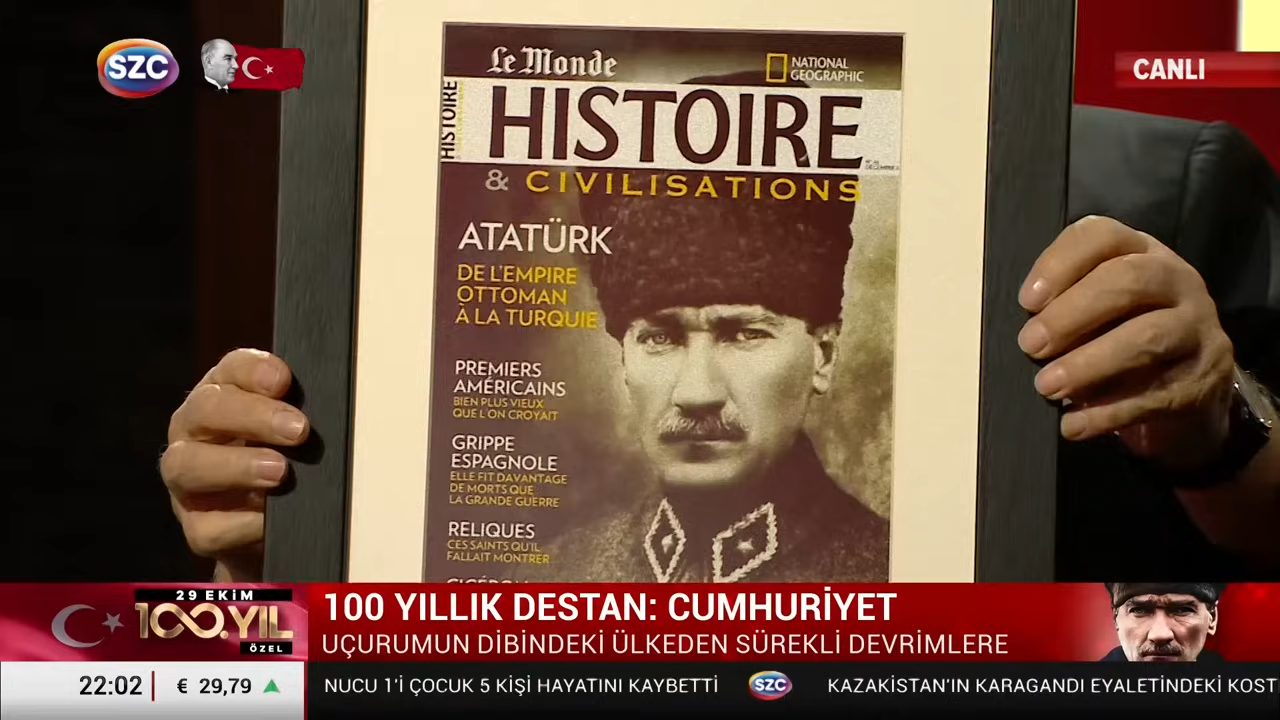 SZC
CANLI
Le Monde
NATIONAL
GEOGRAPHIC
HISTOIRE
HISTOIRE
& CIVILISATIONS
ATATÜRK
DE L'EMPIRE
OTTOMAN
À LA TURQUIE
PREMIERS
AMÉRICAINS
BIEN PLUS VIEUX
QUE L'ON CROYAIT
GRIPPE
ESPAGNOLE
ELLE FIT DAVANTAGE
DE MORTS QUE
LA GRANDE GUERRE
RELIQUES
CES SAINTS QU'IL
FALLAIT MONTRER
29 EKİM
100.YIL
ÖZEL
100 YILLIK DESTAN: CUMHURİYET
UÇURUMUN DİBİNDEKİ ÜLKEDEN SÜREKLİ DEVRİMLERE
22:02 € 29,79 NUCU 1'İ ÇOCUK 5 KİŞİ HAYATINI KAYBETTİ SZC KAZAKİSTAN'IN KARAGANDI EYALETİNDEKİ KOST